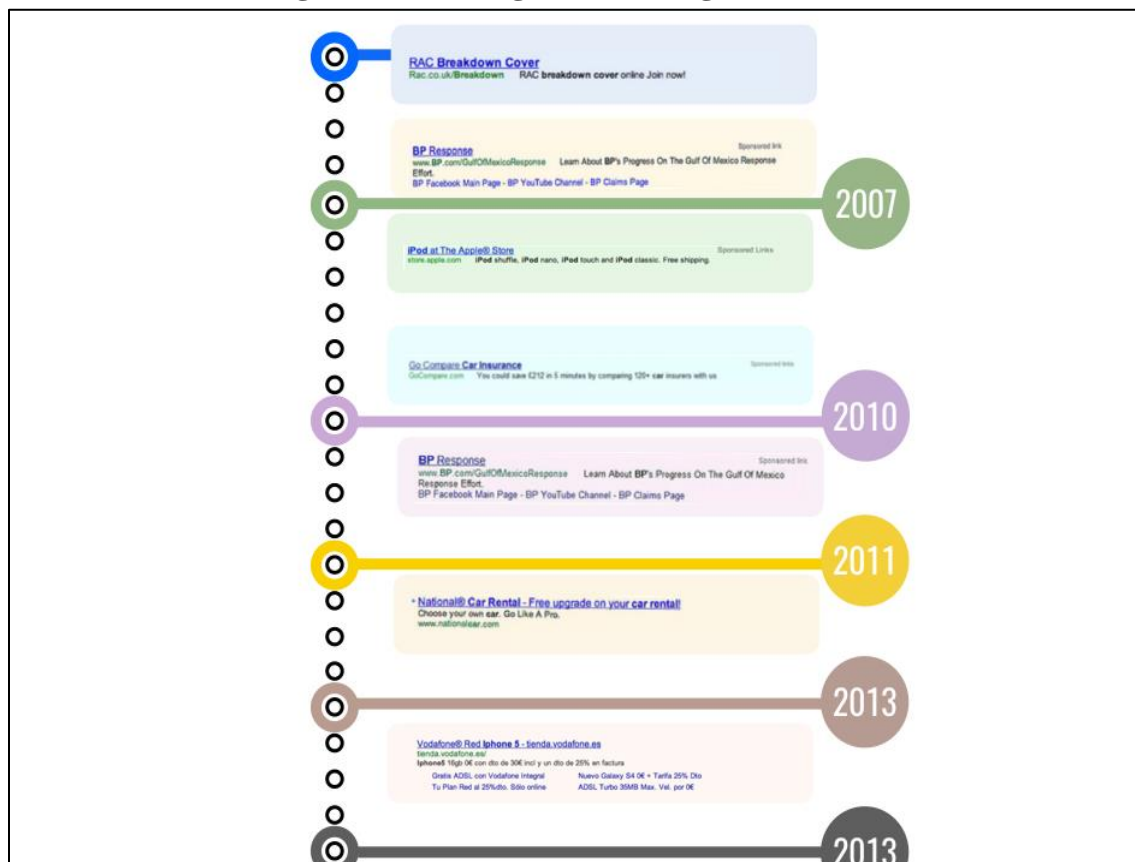 RAC Breakdown Cover
Rac.co.uk/Breakdown RAC breakdown cover online Join now!
BP Response
Sponsored link
www.BP.com/GulfOfMexicoResponse Learn About BP's Progress On The Gulf Of Mexico Response
Effort.
BP Facebook Main Page - BP YouTube Channel - BP Claims Page
2007
iPod at The Apple® Store
Sponsored Links
store.apple.com iPod shuffle, iPod nano, iPod touch and iPod classic. Free shipping.
Go Compare Car Insurance
Sponsored links
GoCompare.com You could save £212 in 5 minutes by comparing 120+ car insurers with us
2010
BP Response
Sponsored link
www.BP.com/GulfOfMexicoResponse Learn About BP's Progress On The Gulf Of Mexico
Response Effort.
BP Facebook Main Page - BP YouTube Channel - BP Claims Page
2011
National® Car Rental - Free upgrade on your car rental!
Choose your own car. Go Like A Pro.
www.nationalcar.com
2013
Vodafone® Red Iphone 5 - tienda.vodafone.es
tienda.vodafone.es/
Iphone5 16gb 0€ con dto de 30€ incl y un dto de 25% en factura
Gratis ADSL con Vodafone Integral Nuevo Galaxy S4 0€ + Tarifa 25% Dto
Tu Plan Red al 25%dto. Sólo online ADSL Turbo 35MB Max. Vel. por 0€
2013